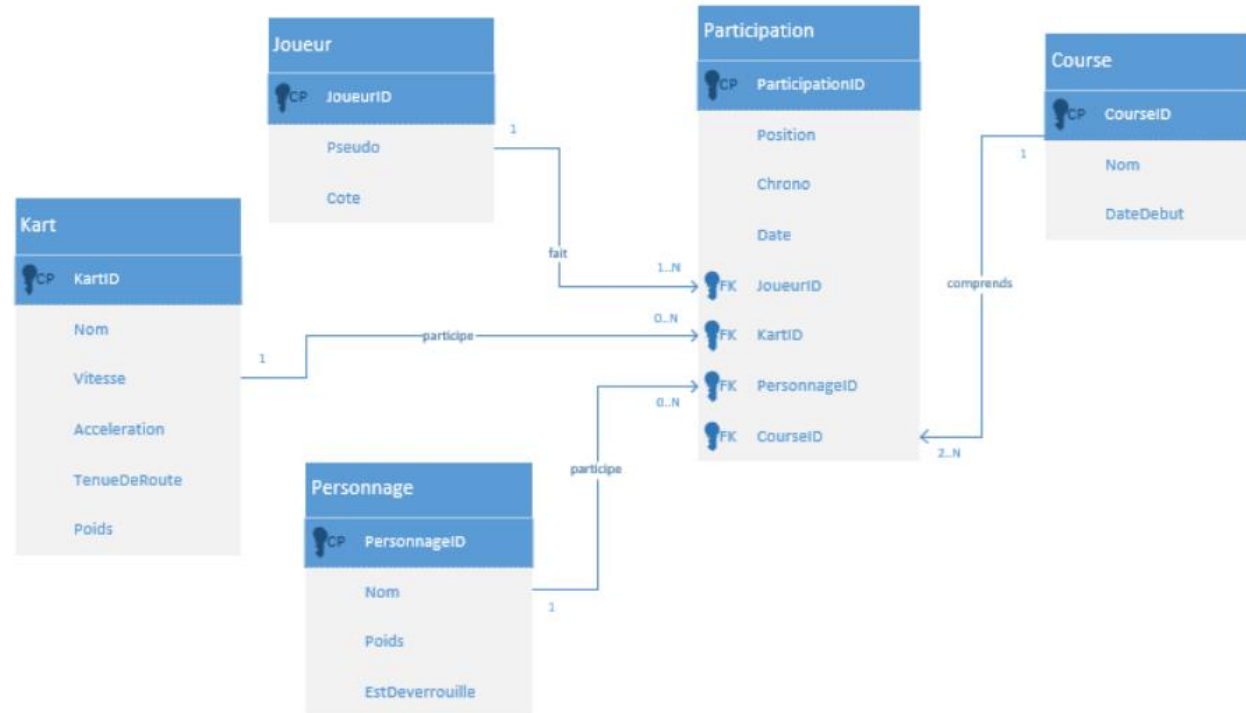 Joueur
CP JoueurID
Pseudo
Cote
1
Kart
CP KartID
Nom
Vitesse
Acceleration
TenueDeRoute
Poids
1
Personnage
CP PersonnageID
Nom
Poids
EstDeverrouille
1
fait
1..N
participe
0..N
participe
0..N
Participation
CP ParticipationID
Position
Chrono
Date
FK JoueurID
FK KartID
FK PersonnageID
FK CourseID
2..N
comprends
1
Course
CP CourseID
Nom
DateDebut